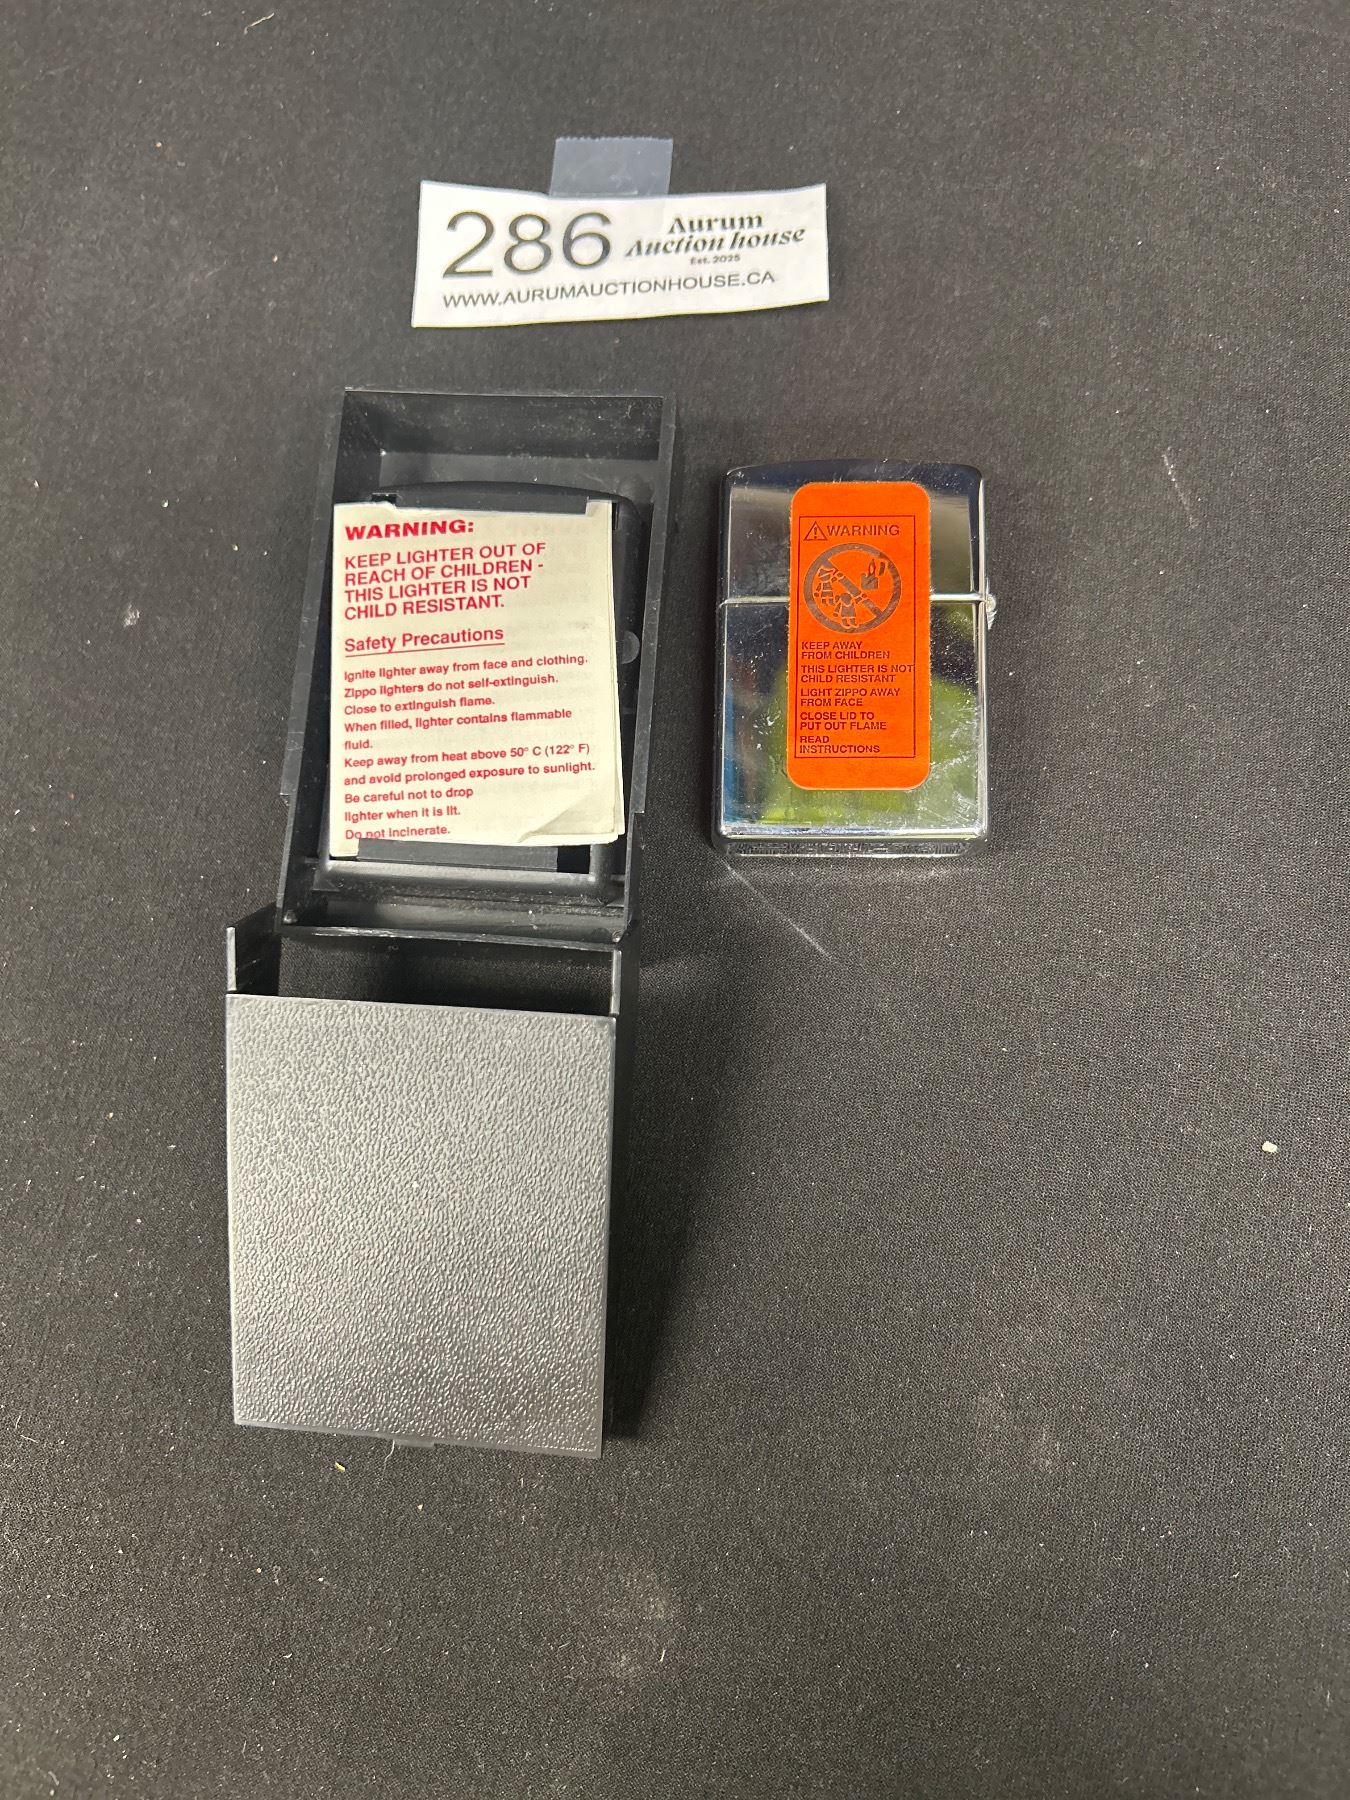 286
Aurum
Auction house
Est. 2025
WWW.AURUMAUCTIONHOUSE.CA
WARNING:
KEEP LIGHTER OUT OF
REACH OF CHILDREN -
THIS LIGHTER IS NOT
CHILD RESISTANT.
Safety Precautions
Ignite lighter away from face and clothing.
Zippo lighters do not self-extinguish.
Close to extinguish flame.
When filled, lighter contains flammable
fluid.
Keep away from heat above 50° C (122° F)
and avoid prolonged exposure to sunlight.
Be careful not to drop
lighter when it is lit.
Do not incinerate.
WARNING
KEEP AWAY
FROM CHILDREN
THIS LIGHTER IS NOT
CHILD RESISTANT
LIGHT ZIPPO AWAY
FROM FACE
CLOSE LID TO
PUT OUT FLAME
READ
INSTRUCTIONS